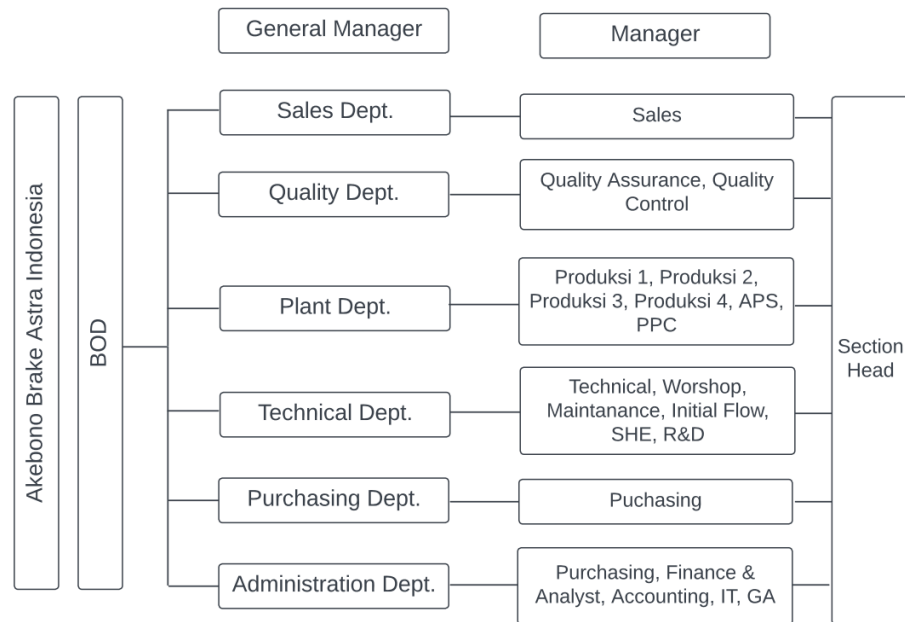 General Manager
Manager
Akebono Brake Astra Indonesia
BOD
Sales Dept.
Sales
Quality Dept.
Quality Assurance, Quality
Control
Plant Dept.
Produksi 1, Produksi 2,
Produksi 3, Produksi 4, APS,
PPC
Technical Dept.
Technical, Worshop,
Maintanance, Initial Flow,
SHE, R&D
Purchasing Dept.
Puchasing
Administration Dept.
Purchasing, Finance &
Analyst, Accounting, IT, GA
Section
Head